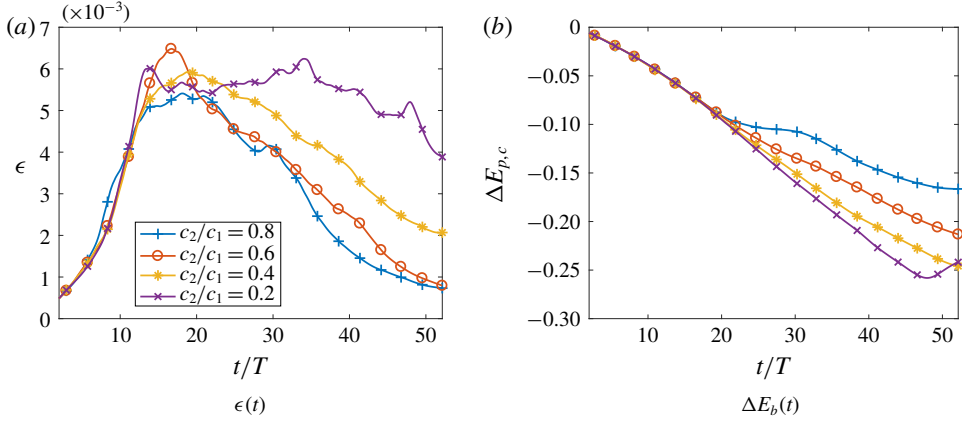 (a)
(×10⁻³)
7
6
5
4
3
2
1
0
ϵ
c₂/c₁ = 0.8
c₂/c₁ = 0.6
c₂/c₁ = 0.4
c₂/c₁ = 0.2
10 20 30 40 50
t/T
ϵ(t)
(b)
0
−0.05
−0.10
−0.15
−0.20
−0.25
−0.30
ΔE_{p,c}
10 20 30 40 50
t/T
ΔE_b(t)